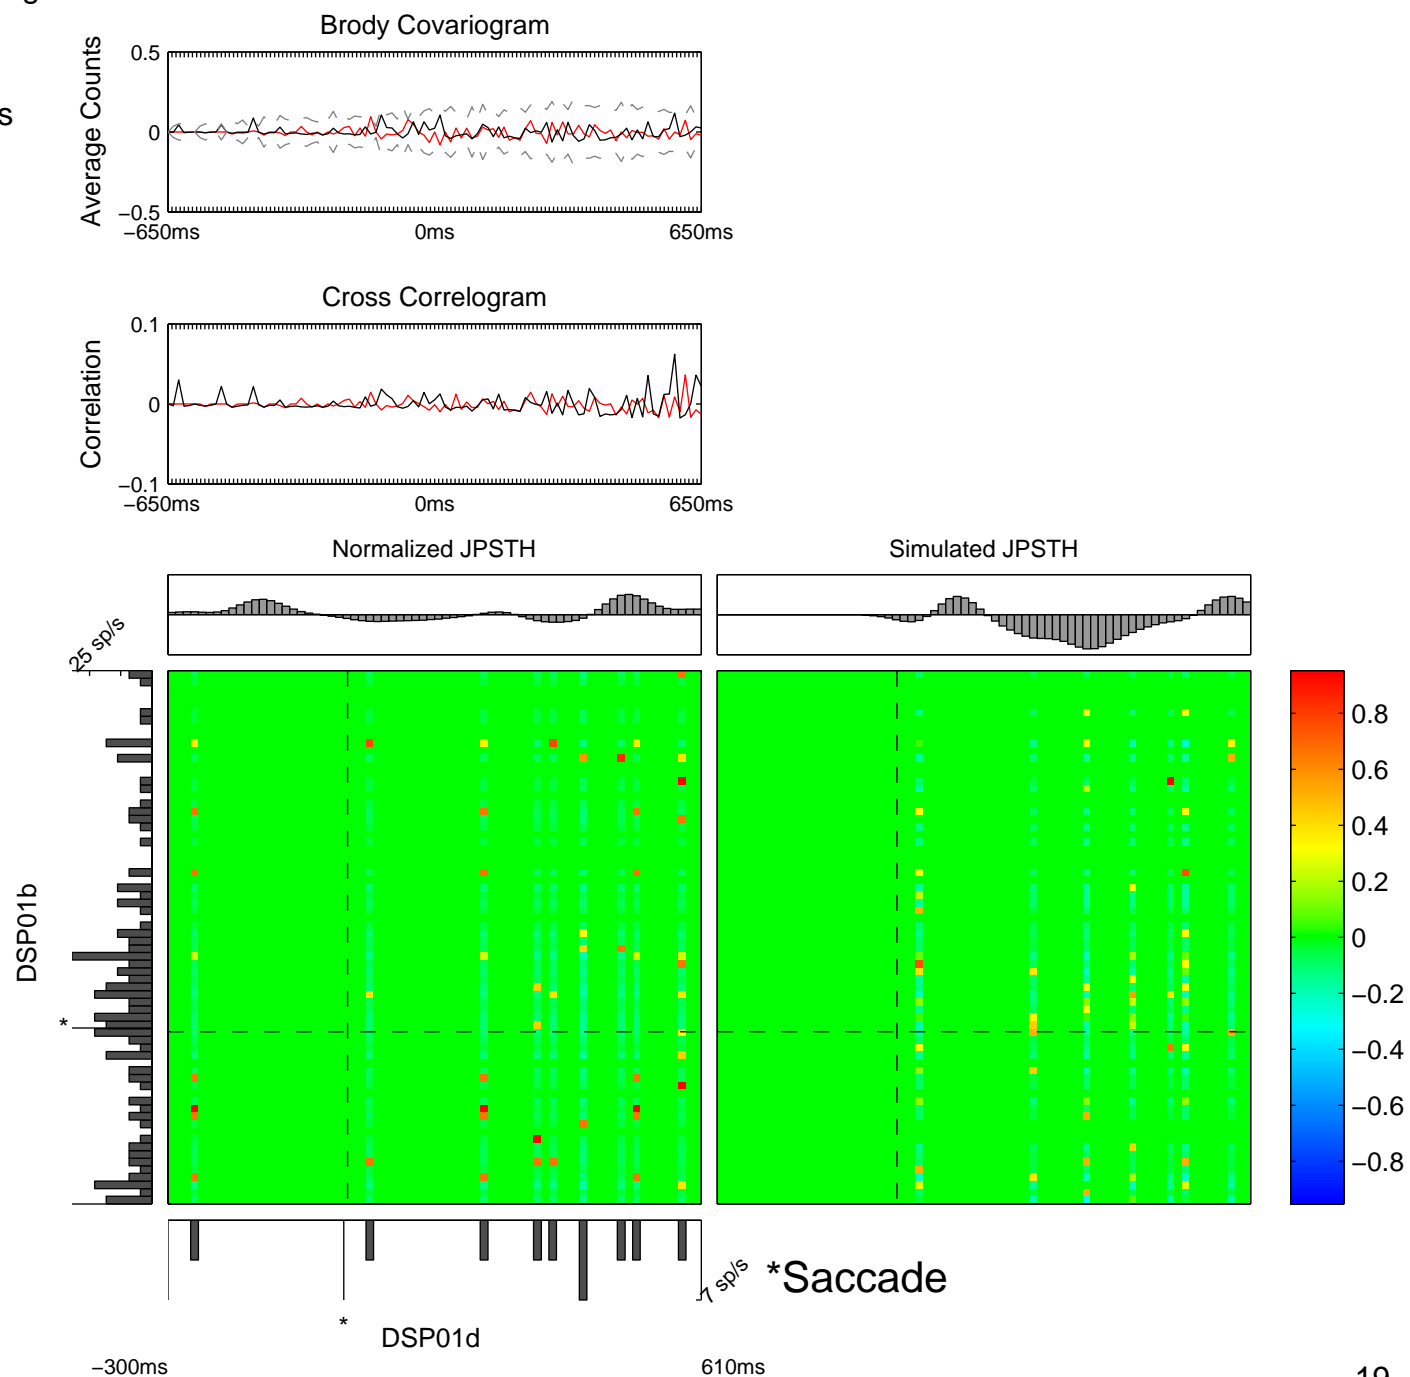 g
Brody Covariogram
s
Average Counts
0.5
0
−0.5
−650ms 0ms 650ms
Cross Correlogram
Correlation
0.1
0
−0.1
−650ms 0ms 650ms
Normalized JPSTH Simulated JPSTH
25 sp/s
DSP01b
*
0.8
0.6
0.4
0.2
0
−0.2
−0.4
−0.6
−0.8
7 sp/s
*Saccade
*
DSP01d
−300ms 610ms